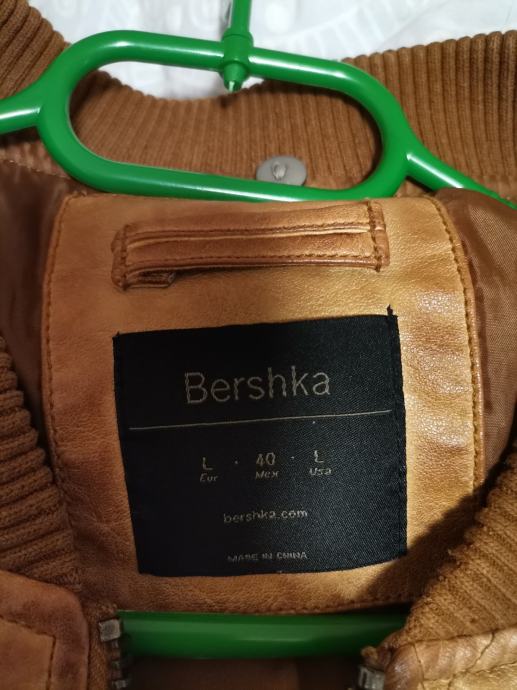 Bershka
L · 40 · L
Eur Mex Usa
bershka.com
MADE IN CHINA